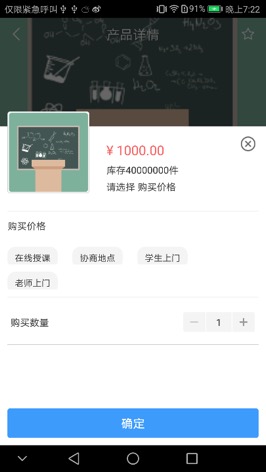 仅限紧急呼叫 91% 晚上7:22
产品详情
H2O2
¥ 1000.00
库存40000000件
请选择 购买价格
购买价格
在线授课 协商地点 学生上门
老师上门
购买数量 — 1 +
确定